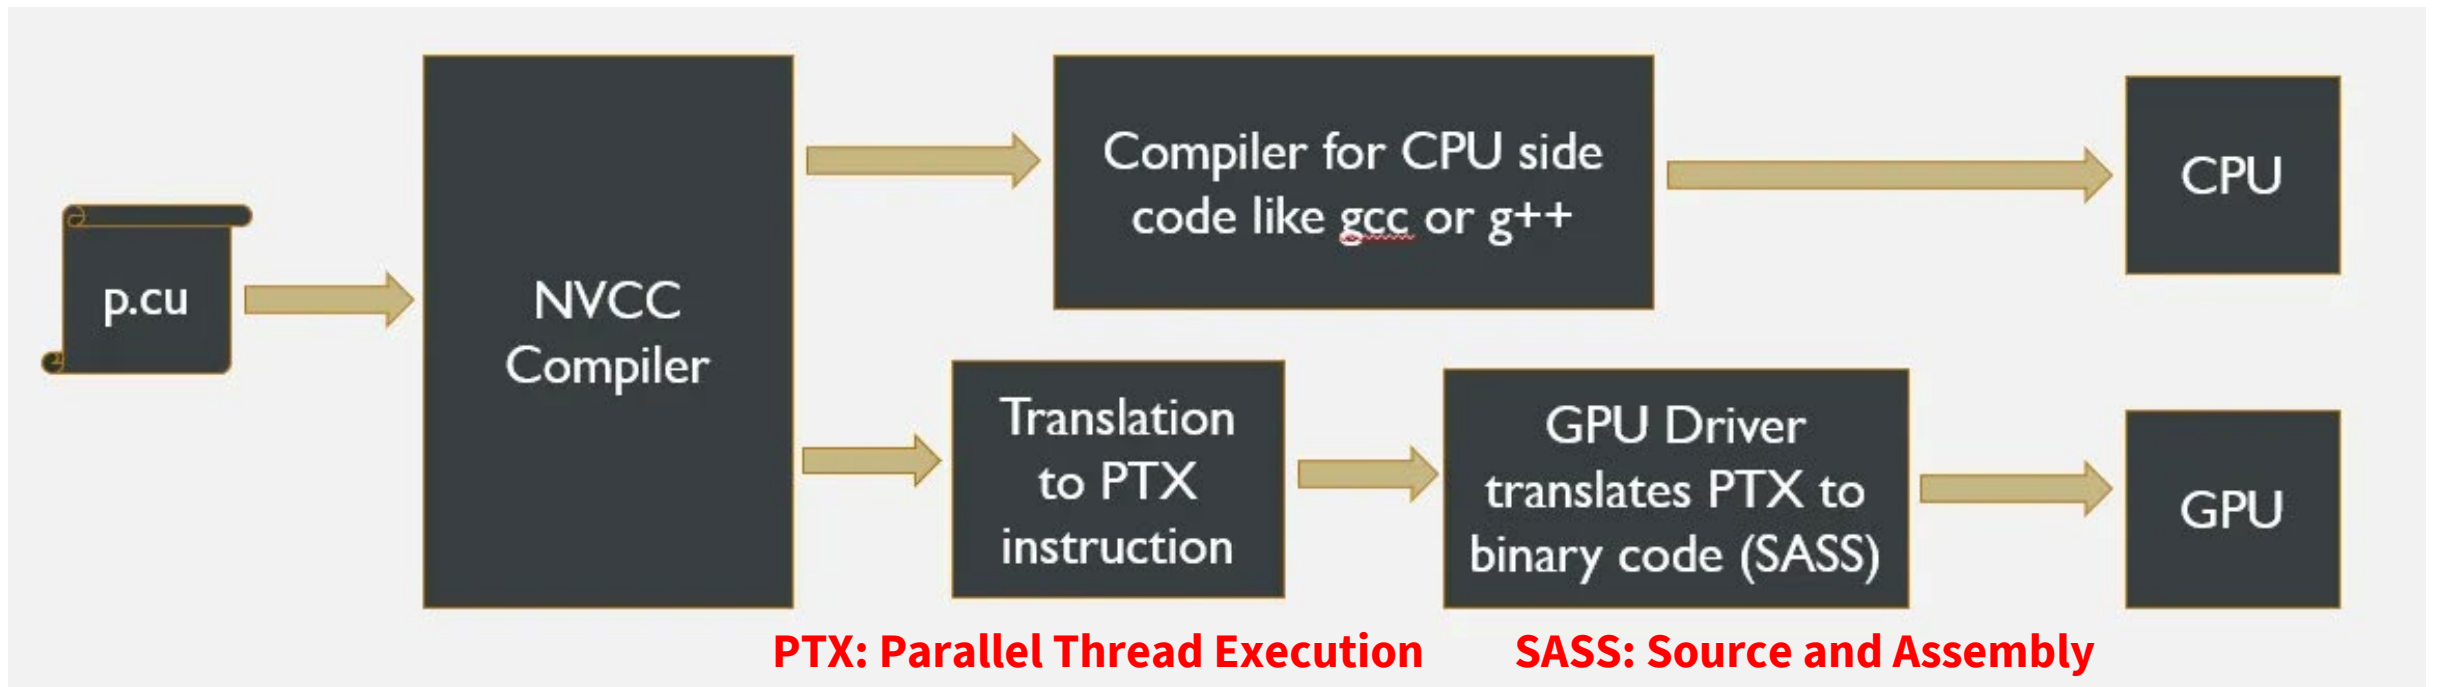 p.cu
NVCC
Compiler
Compiler for CPU side
code like gcc or g++
CPU
Translation
to PTX
instruction
GPU Driver
translates PTX to
binary code (SASS)
GPU
PTX: Parallel Thread Execution
SASS: Source and Assembly